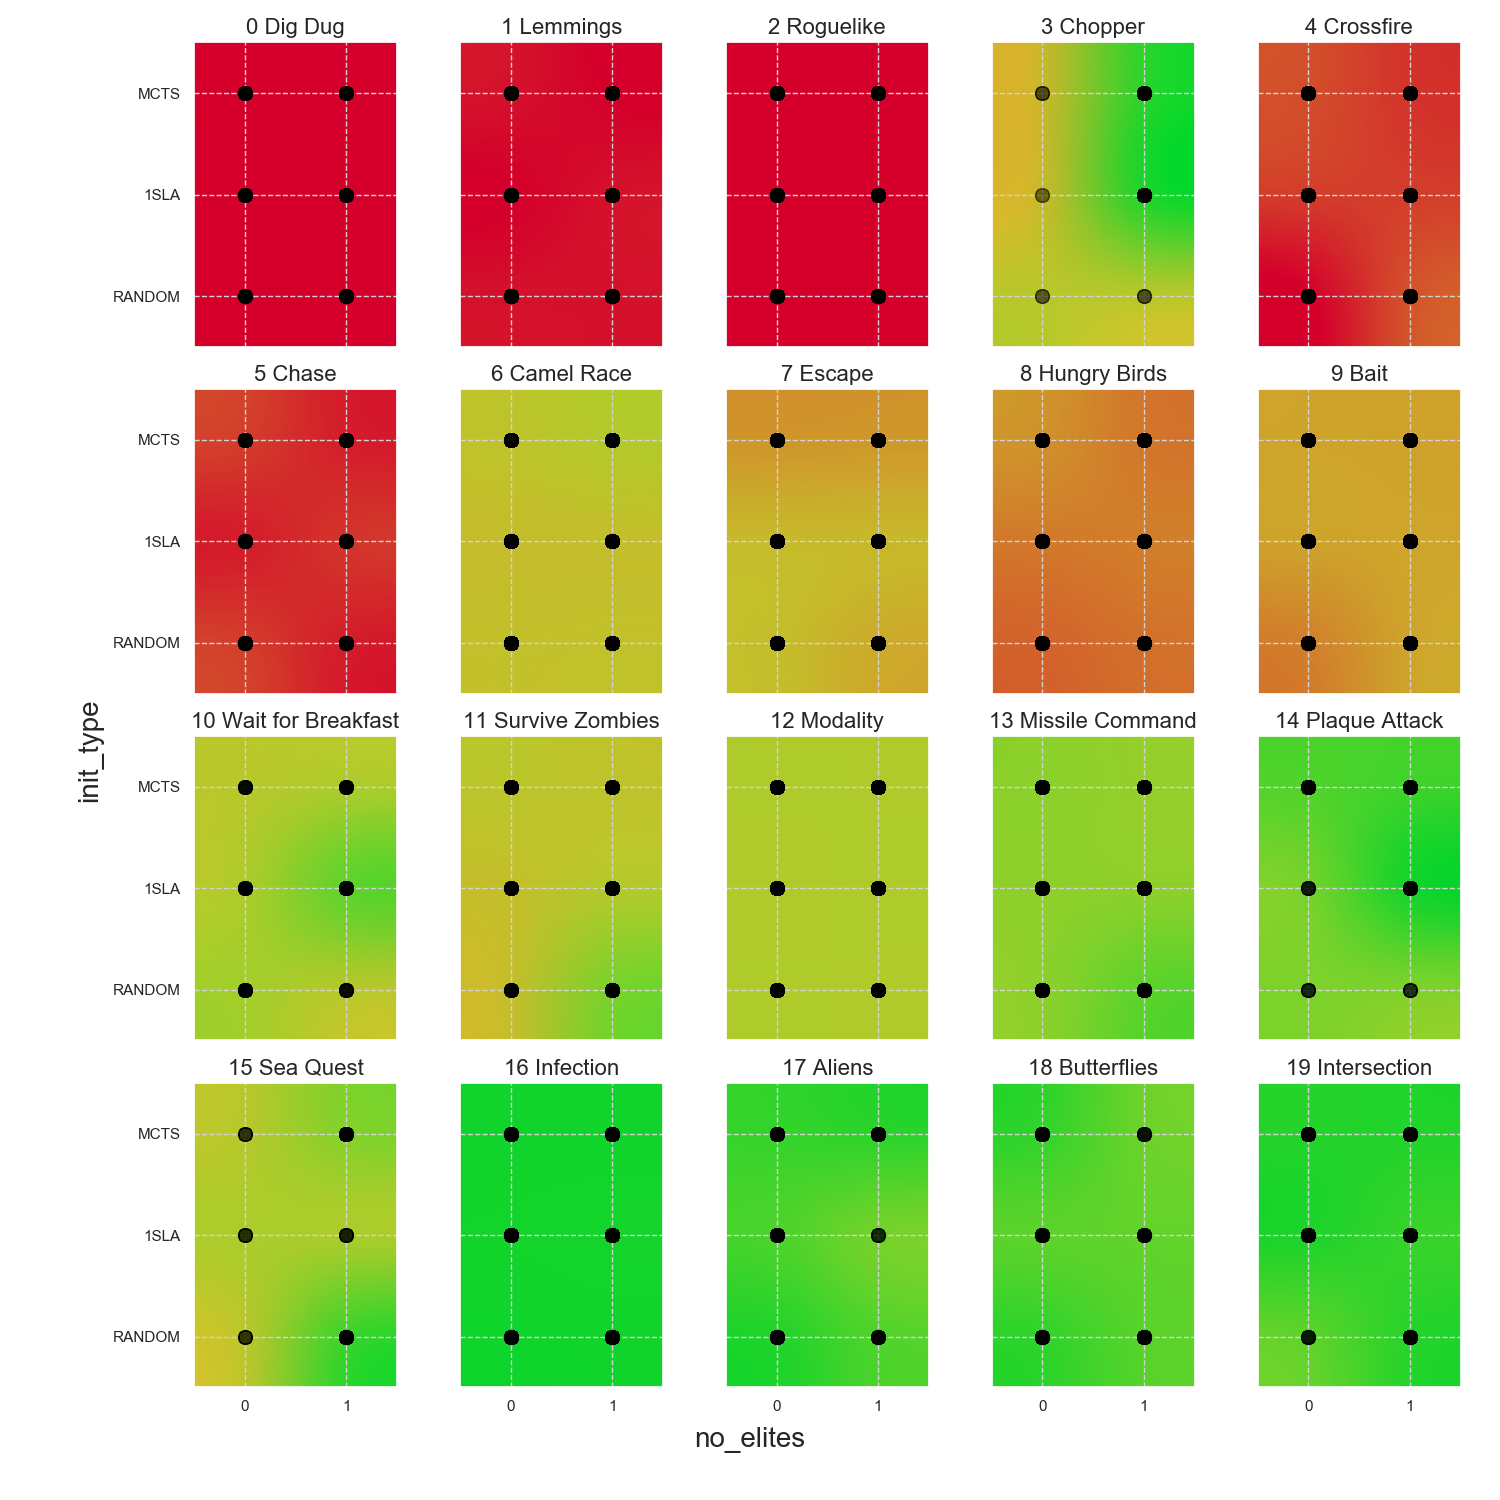 0 Dig Dug
1 Lemmings
2 Roguelike
3 Chopper
4 Crossfire
MCTS
1SLA
RANDOM
5 Chase
6 Camel Race
7 Escape
8 Hungry Birds
9 Bait
MCTS
1SLA
RANDOM
init_type
10 Wait for Breakfast
11 Survive Zombies
12 Modality
13 Missile Command
14 Plaque Attack
MCTS
1SLA
RANDOM
15 Sea Quest
16 Infection
17 Aliens
18 Butterflies
19 Intersection
MCTS
1SLA
RANDOM
0 1 0 1 0 1 0 1 0 1
no_elites